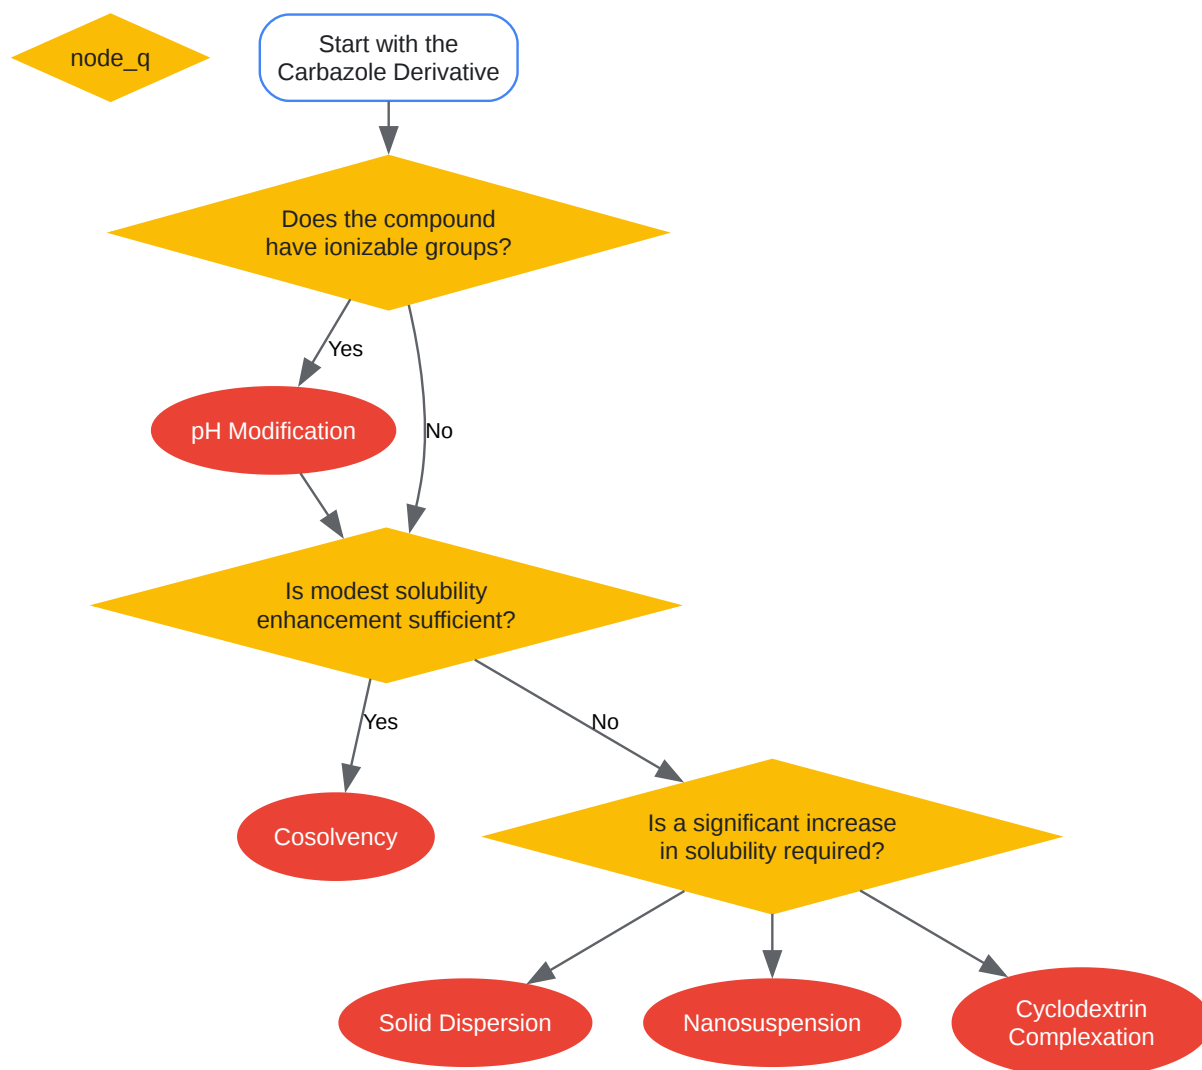 node_q
Start with the
Carbazole Derivative
Does the compound
have ionizable groups?
Yes
pH Modification
No
Is modest solubility
enhancement sufficient?
Yes
No
Cosolvency
Is a significant increase
in solubility required?
Solid Dispersion
Nanosuspension
Cyclodextrin
Complexation